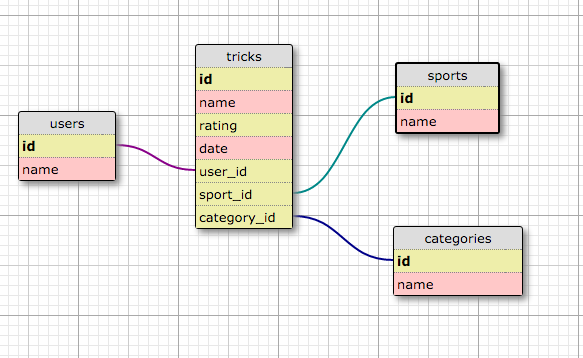 users
id
name
tricks
id
name
rating
date
user_id
sport_id
category_id
sports
id
name
categories
id
name